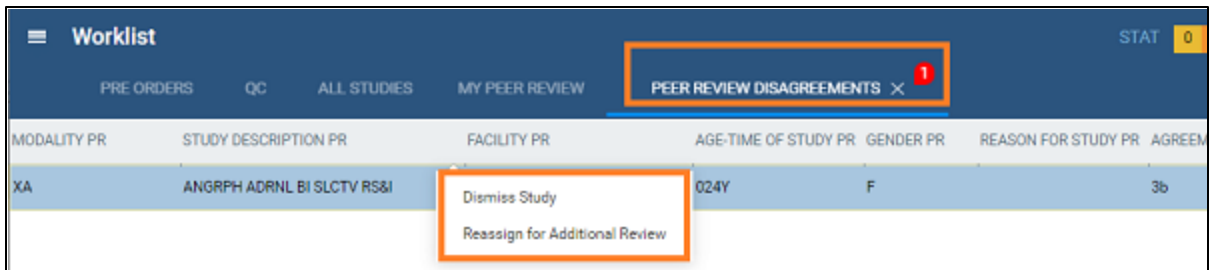 Worklist
STAT 0
PRE ORDERS QC ALL STUDIES MY PEER REVIEW PEER REVIEW DISAGREEMENTS × 1
MODALITY PR STUDY DESCRIPTION PR FACILITY PR AGE-TIME OF STUDY PR GENDER PR REASON FOR STUDY PR AGREEM
XA ANGRPH ADRNL BI SLCTV RS&I 024Y F 3b
Dismiss Study
Reassign for Additional Review